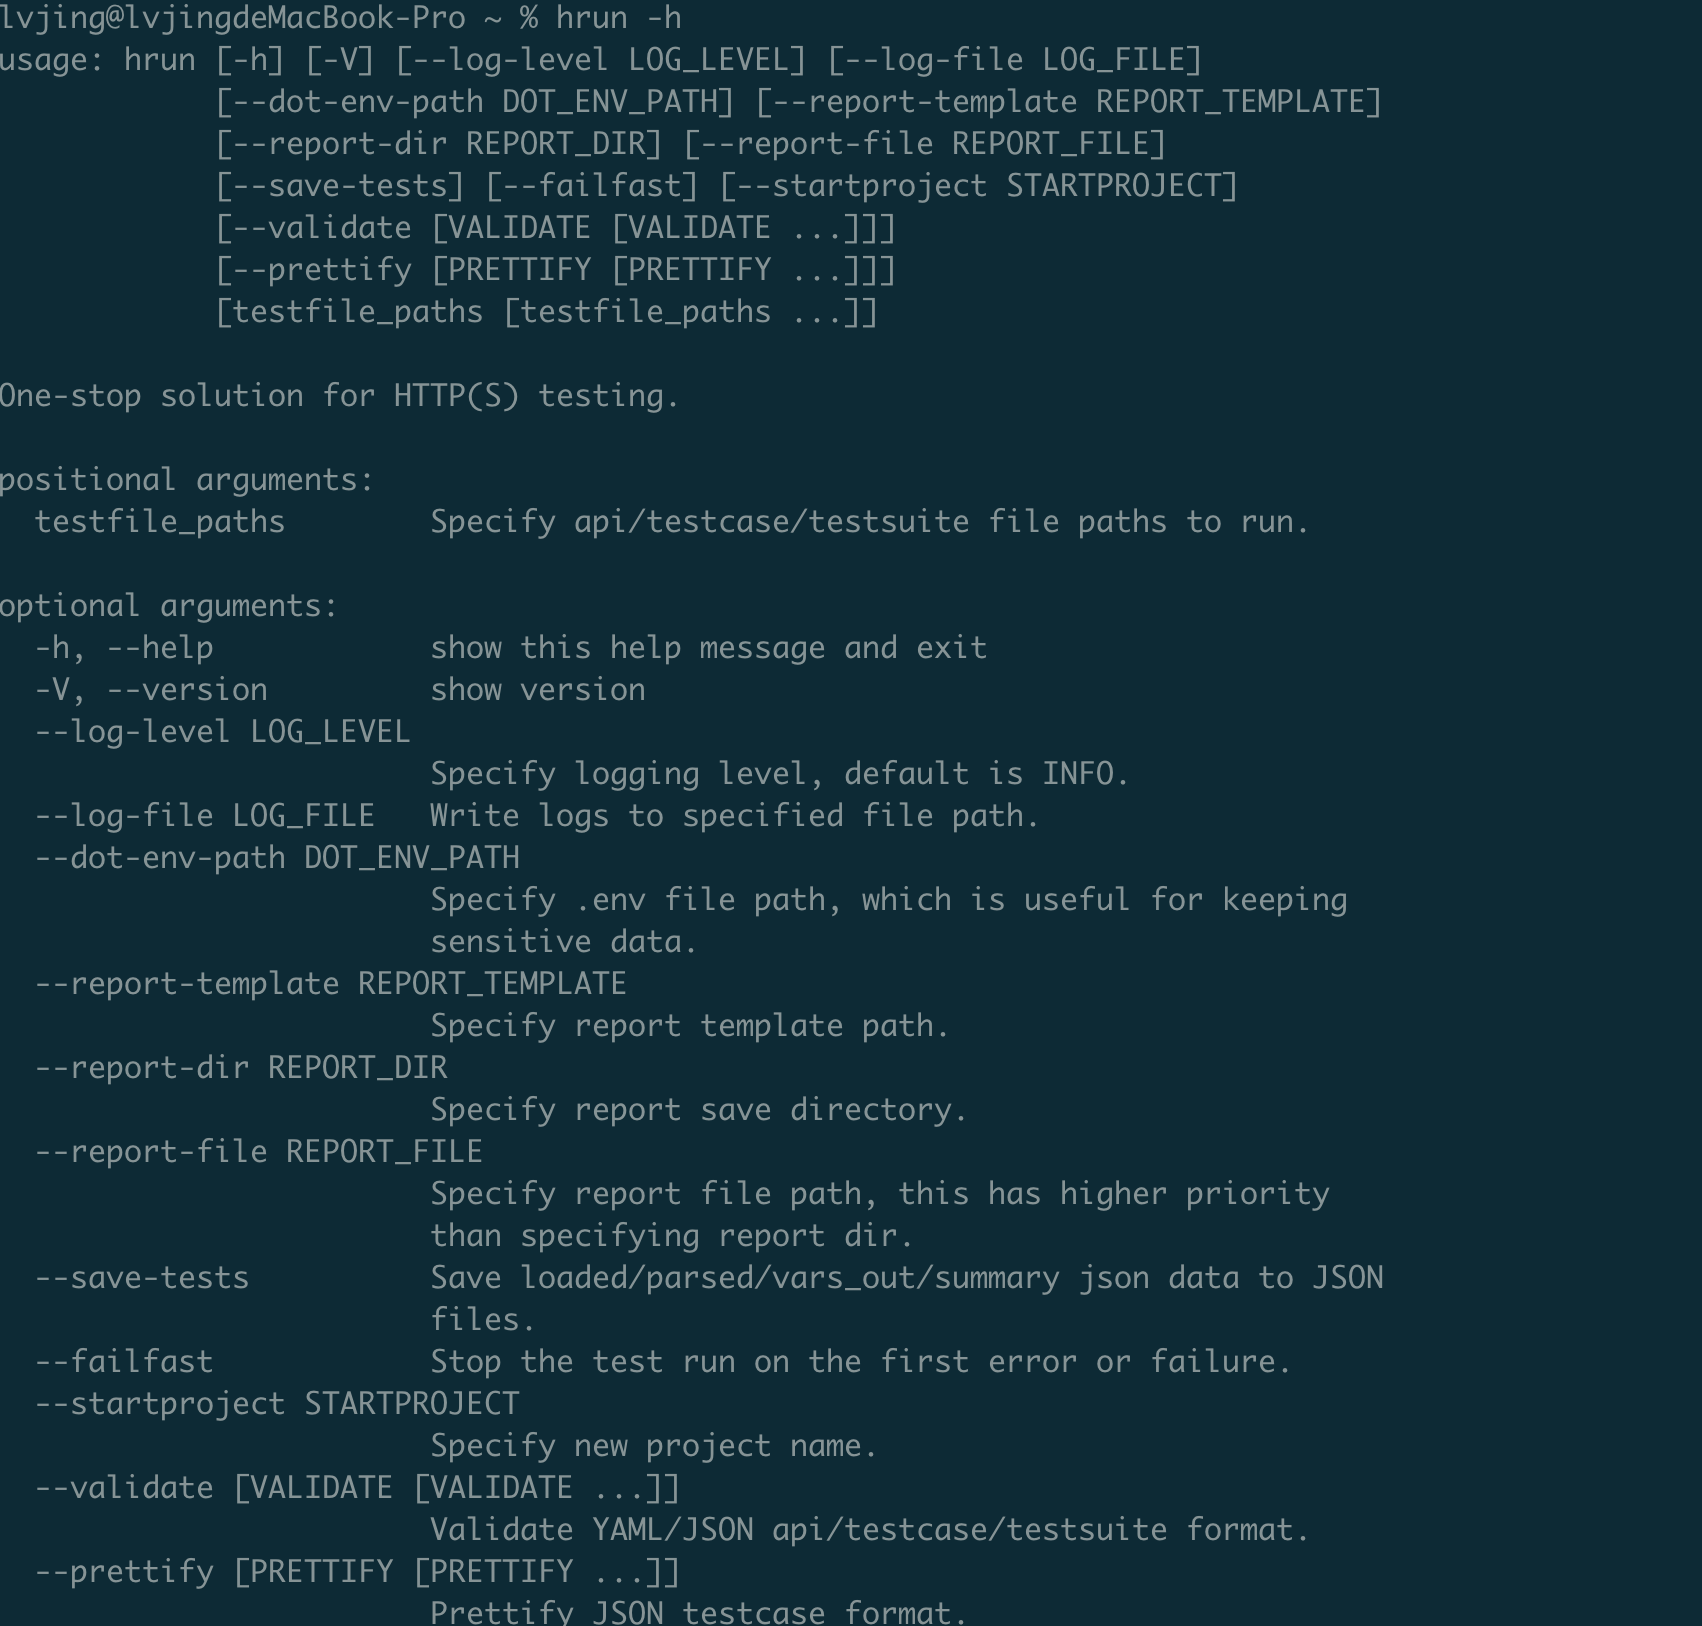 lvjing@lvjingdeMacBook-Pro ~ % hrun -h
usage: hrun [-h] [-V] [--log-level LOG_LEVEL] [--log-file LOG_FILE]
[--dot-env-path DOT_ENV_PATH] [--report-template REPORT_TEMPLATE]
[--report-dir REPORT_DIR] [--report-file REPORT_FILE]
[--save-tests] [--failfast] [--startproject STARTPROJECT]
[--validate [VALIDATE [VALIDATE ...]]]
[--prettify [PRETTIFY [PRETTIFY ...]]]
[testfile_paths [testfile_paths ...]]
One-stop solution for HTTP(S) testing.
positional arguments:
testfile_paths Specify api/testcase/testsuite file paths to run.
optional arguments:
-h, --help show this help message and exit
-V, --version show version
--log-level LOG_LEVEL
Specify logging level, default is INFO.
--log-file LOG_FILE Write logs to specified file path.
--dot-env-path DOT_ENV_PATH
Specify .env file path, which is useful for keeping
sensitive data.
--report-template REPORT_TEMPLATE
Specify report template path.
--report-dir REPORT_DIR
Specify report save directory.
--report-file REPORT_FILE
Specify report file path, this has higher priority
than specifying report dir.
--save-tests Save loaded/parsed/vars_out/summary json data to JSON
files.
--failfast Stop the test run on the first error or failure.
--startproject STARTPROJECT
Specify new project name.
--validate [VALIDATE [VALIDATE ...]]
Validate YAML/JSON api/testcase/testsuite format.
--prettify [PRETTIFY [PRETTIFY ...]]
Prettify JSON testcase format.